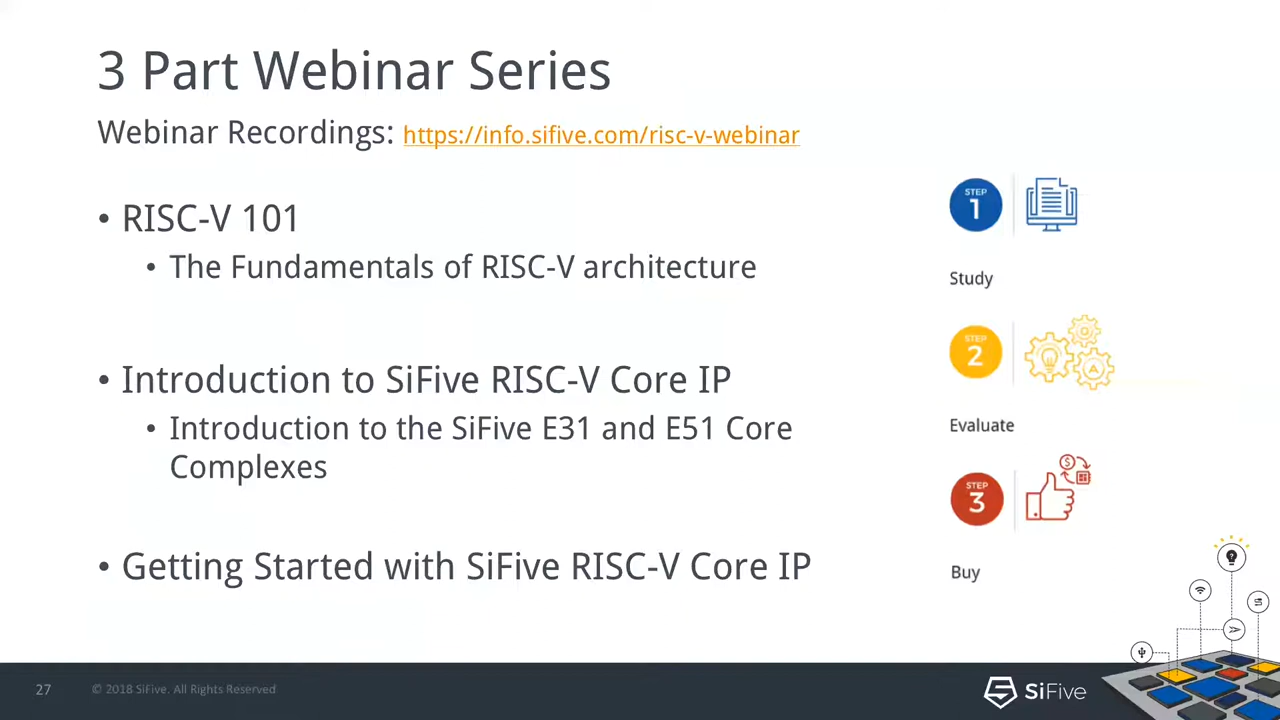 3 Part Webinar Series
Webinar Recordings: https://info.sifive.com/risc-v-webinar
• RISC-V 101
• The Fundamentals of RISC-V architecture
• Introduction to SiFive RISC-V Core IP
• Introduction to the SiFive E31 and E51 Core
Complexes
• Getting Started with SiFive RISC-V Core IP
STEP
1
Study
STEP
2
Evaluate
STEP
3
$
Buy
27
© 2018 SiFive. All Rights Reserved
SiFive